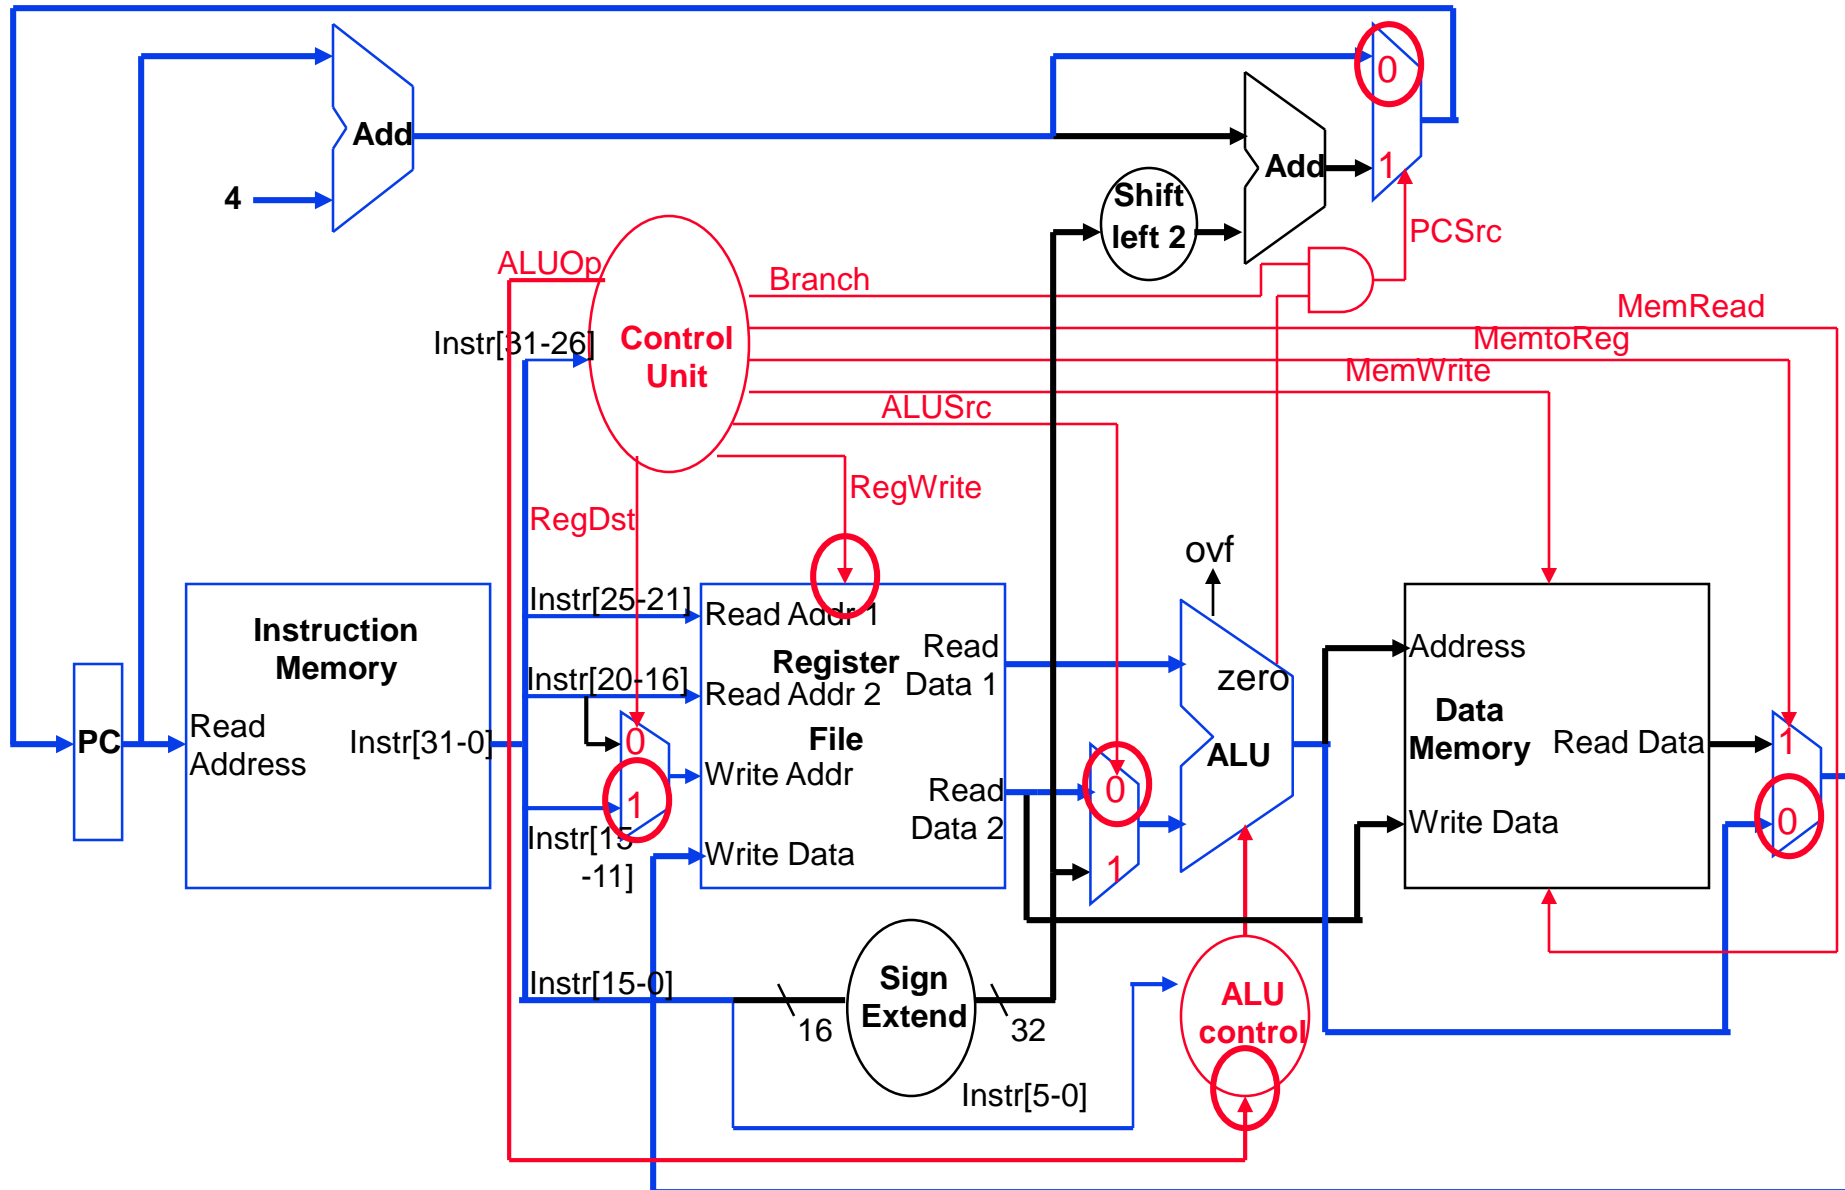 0
Add
1
Add
4
Shift
left 2
PCSrc
ALUOp
Branch
MemRead
Instr[31-26]
Control
Unit
MemtoReg
MemWrite
ALUSrc
RegWrite
RegDst
ovf
Instr[25-21]
Read Addr 1
Instruction
Memory
Register
File
Read
Data 1
Instr[20-16]
Read Addr 2
zero
Address
PC
Read
Address
Instr[31-0]
0
Write Addr
ALU
Data
Memory
Read Data
1
1
Read
Data 2
0
Write Data
0
Instr[15
-11]
Write Data
1
Instr[15-0]
16
Sign
Extend
32
ALU
control
Instr[5-0]